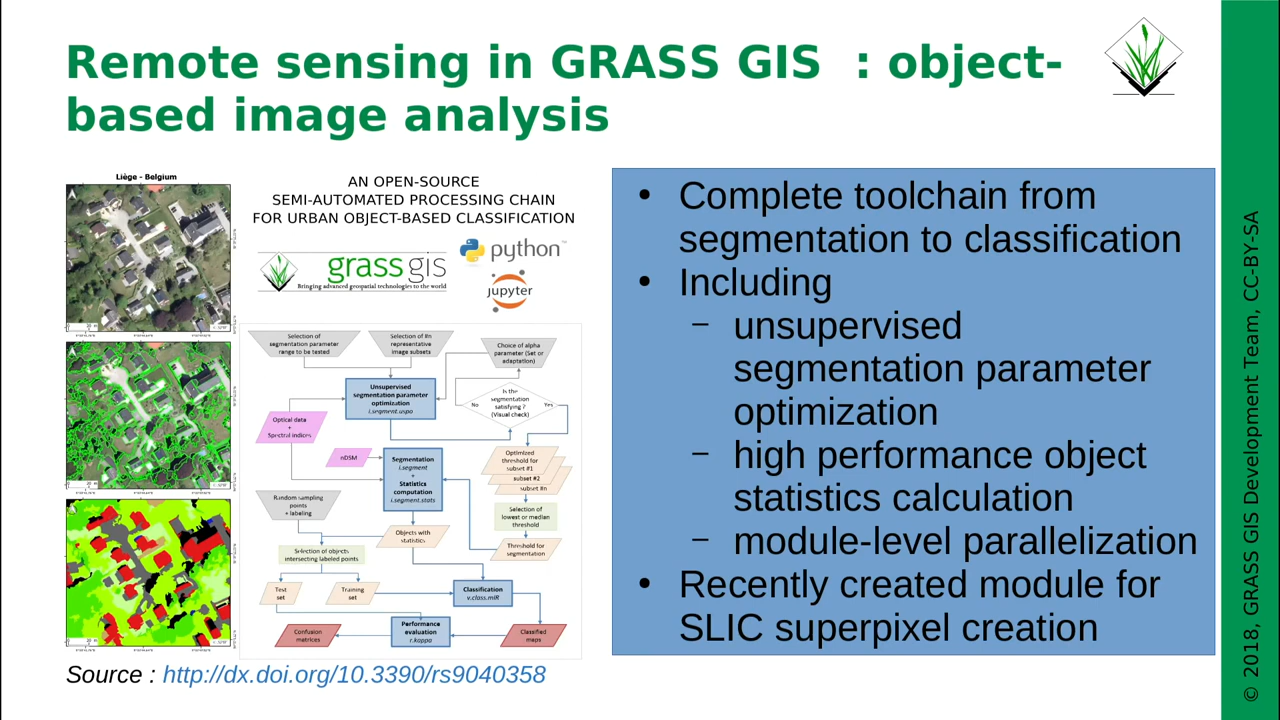 Remote sensing in GRASS GIS : object-
based image analysis
Liège - Belgium
AN OPEN-SOURCE
SEMI-AUTOMATED PROCESSING CHAIN
FOR URBAN OBJECT-BASED CLASSIFICATION
grass gis
Bringing advanced geospatial technologies to the world
python™
jupyter
Selection of
segmentation parameter
range to be tested
Selection of #n
representative
image subsets
Choice of alpha
parameter (Set or
adaptation)
Unsupervised
segmentation parameter
optimization
i.segment.uspo
Is the
segmentation
satisfying ?
(Visual check)
No
Yes
Optical data
+
Spectral indices
nDSM
Segmentation
i.segment
+
Statistics
computation
i.segment.stats
Optimized
threshold for
subset #1
subset #2
subset #n
Random sampling
points
+ labeling
Selection of
lowest or median
threshold
Objects with
statistics
Threshold for
segmentation
Selection of objects
intersecting labeled points
Test
set
Training
set
Classification
v.class.mlR
Performance
evaluation
r.kappa
Confusion
matrices
Classified
maps
Source : http://dx.doi.org/10.3390/rs9040358
• Complete toolchain from
segmentation to classification
• Including
– unsupervised
segmentation parameter
optimization
– high performance object
statistics calculation
– module-level parallelization
• Recently created module for
SLIC superpixel creation
© 2018, GRASS GIS Development Team, CC-BY-SA